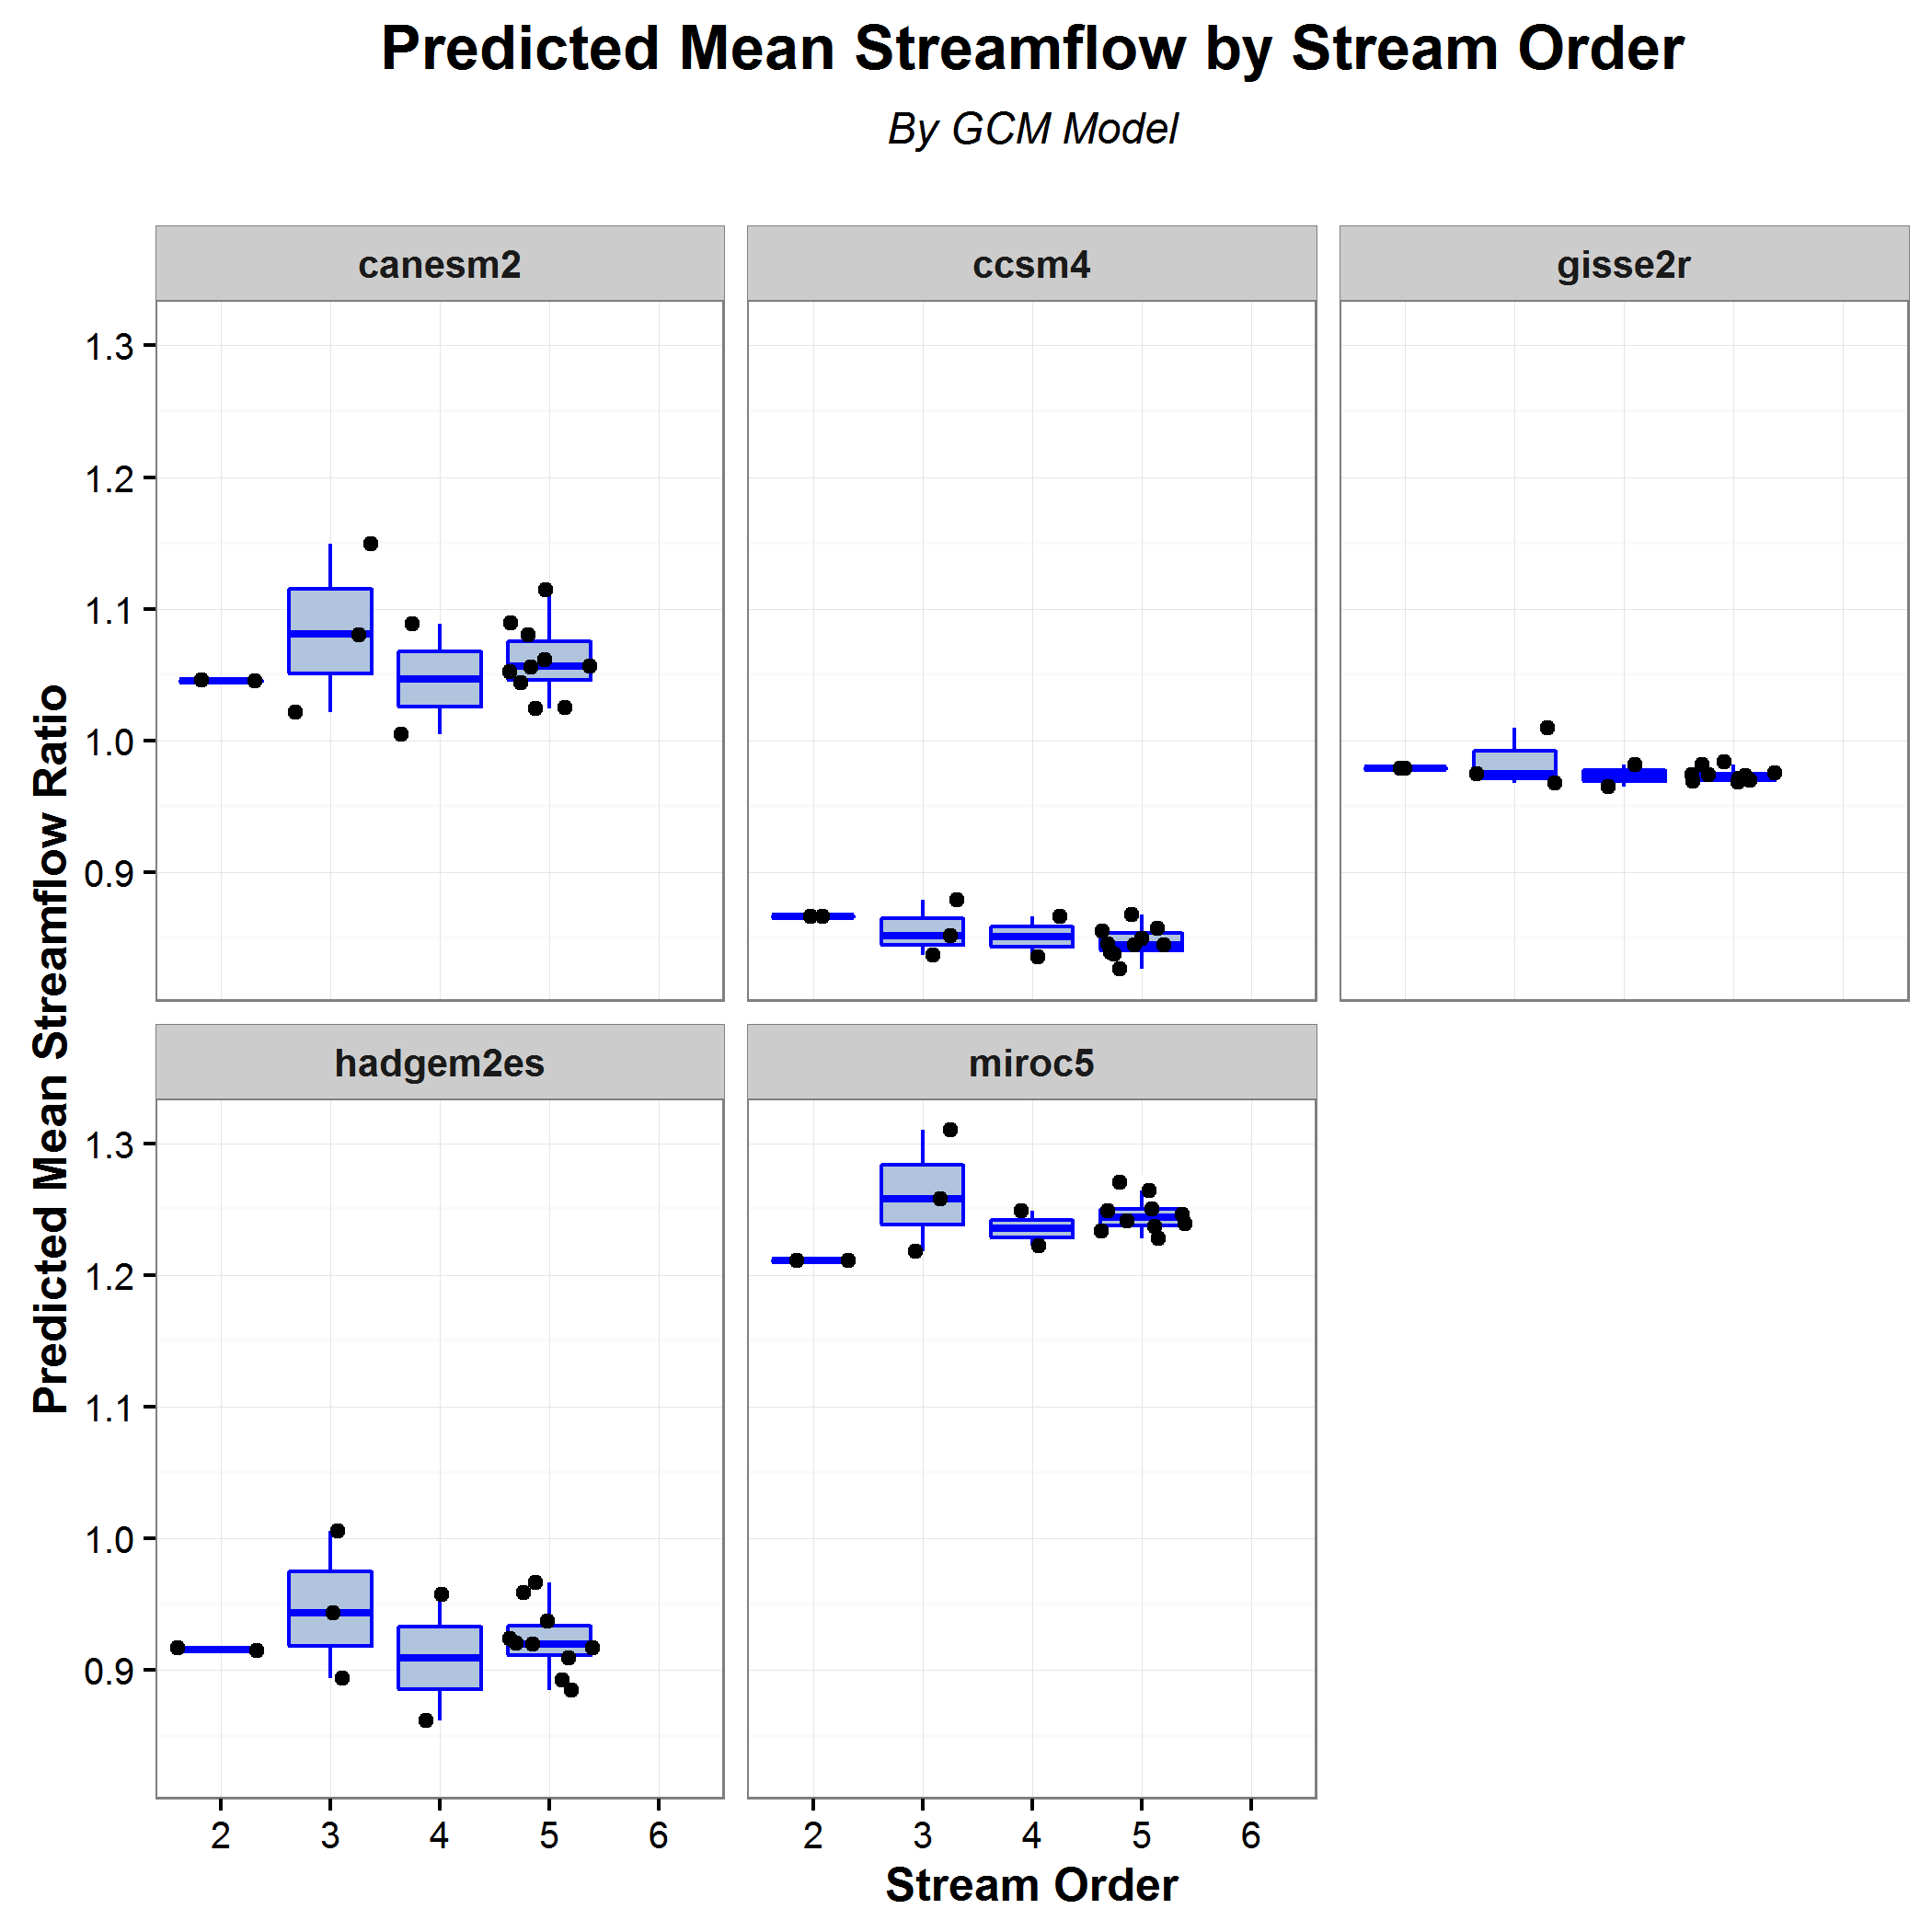 Predicted Mean Streamflow by Stream Order
By GCM Model
canesm2
ccsm4
gisse2r
1.3
1.2
1.1
1.0
0.9
hadgem2es
miroc5
1.3
1.2
1.1
1.0
0.9
2 3 4 5 6
2 3 4 5 6
Stream Order
Predicted Mean Streamflow Ratio